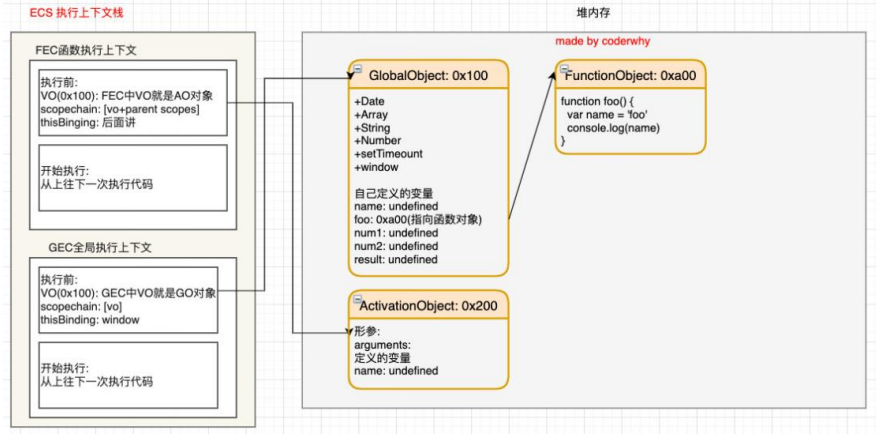 ECS 执行上下文栈
堆内存
made by coderwhy
FEC函数执行上下文
执行前:
VO(0x100): FEC中VO就是AO对象
scopechain: [vo+parent scopes]
thisBinging: 后面讲
开始执行:
从上往下一次执行代码
GEC全局执行上下文
执行前:
VO(0x100): GEC中VO就是GO对象
scopechain: [vo]
thisBinding: window
开始执行:
从上往下一次执行代码
GlobalObject: 0x100
+Date
+Array
+String
+Number
+setTimeount
+window
自己定义的变量
name: undefined
foo: 0xa00(指向函数对象)
num1: undefined
num2: undefined
result: undefined
FunctionObject: 0xa00
function foo() {
var name = 'foo'
console.log(name)
}
ActivationObject: 0x200
形参:
arguments:
定义的变量
name: undefined